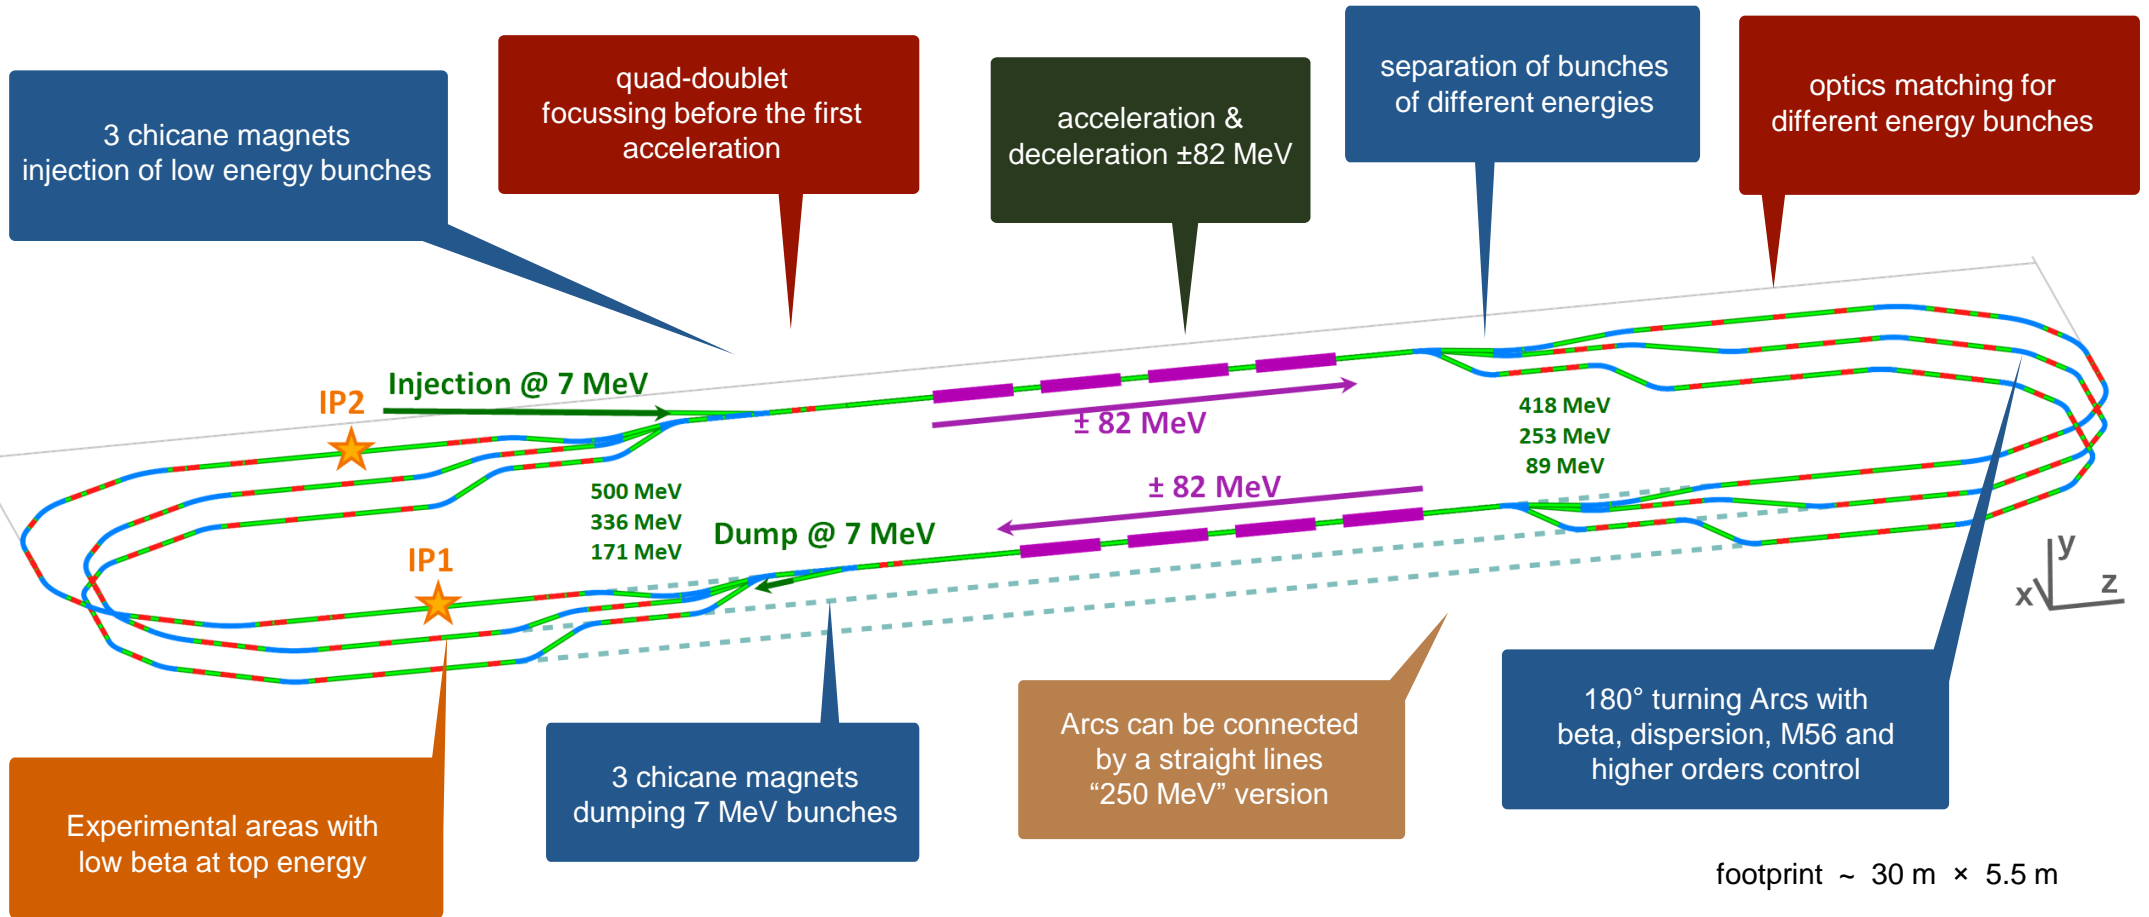 3 chicane magnets
injection of low energy bunches
quad-doublet
focussing before the first
acceleration
acceleration &
deceleration ±82 MeV
separation of bunches
of different energies
optics matching for
different energy bunches
Injection @ 7 MeV
IP2
± 82 MeV
418 MeV
253 MeV
89 MeV
± 82 MeV
500 MeV
336 MeV
171 MeV
Dump @ 7 MeV
IP1
y
x
z
Experimental areas with
low beta at top energy
3 chicane magnets
dumping 7 MeV bunches
Arcs can be connected
by a straight lines
“250 MeV” version
180° turning Arcs with
beta, dispersion, M56 and
higher orders control
footprint ~ 30 m × 5.5 m